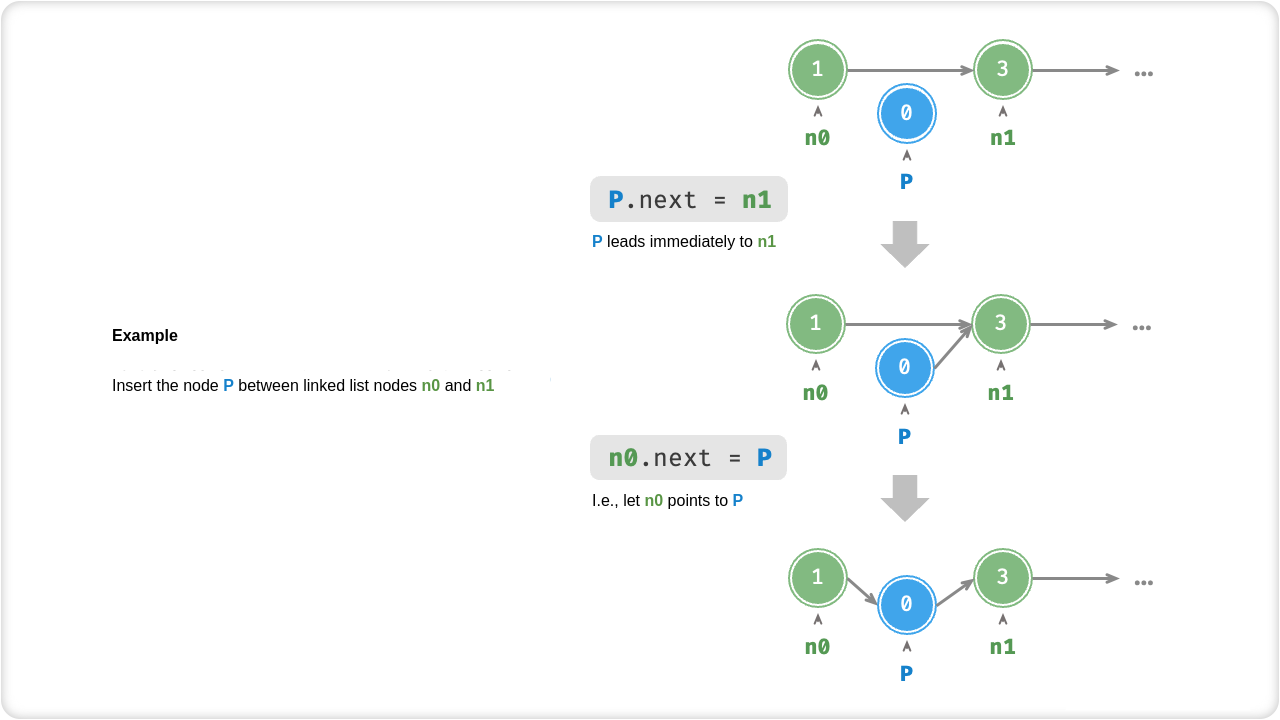 1 3 ...
0
n0 n1
P
P.next = n1
P leads immediately to n1
1 3 ...
Example
0
Insert the node P between linked list nodes n0 and n1
n0 n1
P
n0.next = P
I.e., let n0 points to P
1 3 ...
0
n0 n1
P